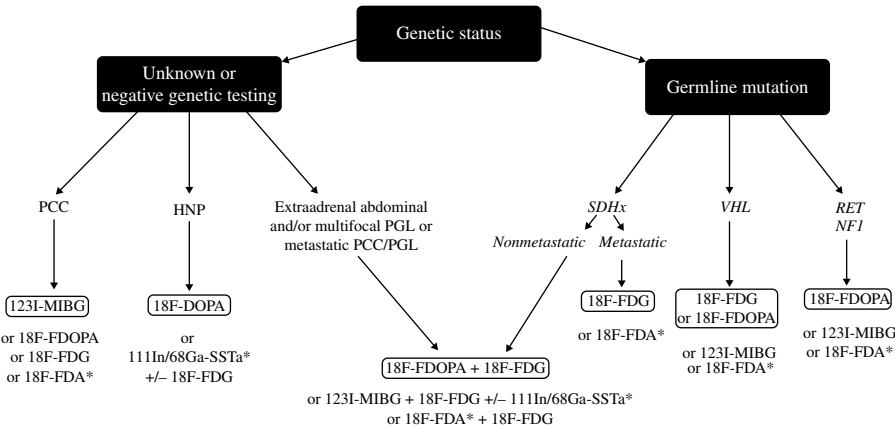 Genetic status
Unknown or
negative genetic testing
Germline mutation
PCC
HNP
Extraadrenal abdominal
and/or multifocal PGL or
metastatic PCC/PGL
SDHx
Nonmetastatic Metastatic
VHL
RET
NF1
123I-MIBG
or 18F-FDOPA
or 18F-FDG
or 18F-FDA*
18F-DOPA
or
111In/68Ga-SSTa*
+/– 18F-FDG
18F-FDOPA + 18F-FDG
or 123I-MIBG + 18F-FDG +/– 111In/68Ga-SSTa*
or 18F-FDA* + 18F-FDG
18F-FDG
or 18F-FDA*
18F-FDG
or 18F-FDOPA
or 123I-MIBG
or 18F-FDA*
18F-FDOPA
or 123I-MIBG
or 18F-FDA*